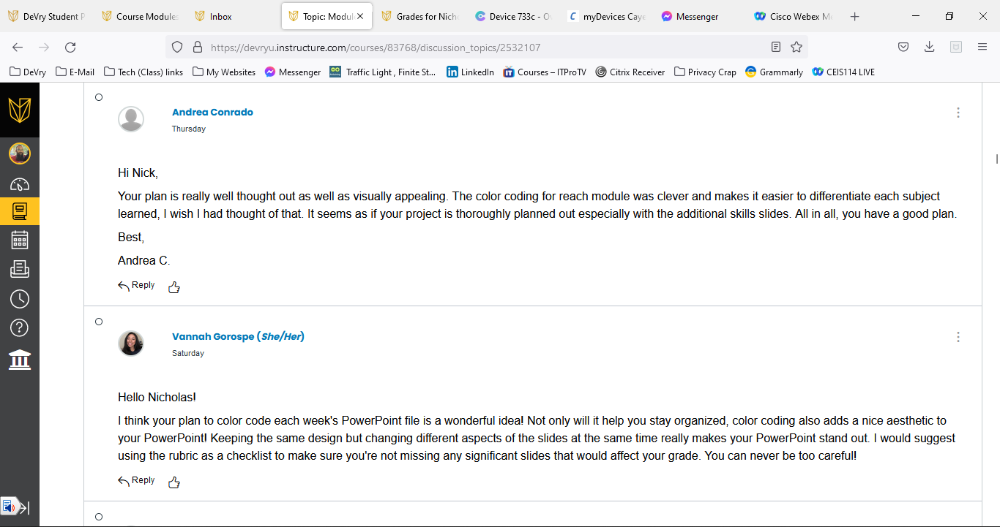 DeVry Student P
Course Modules
Inbox
Topic: Modul
Grades for Nich
Device 733c - O
myDevices Caye
Messenger
Cisco Webex M
https://devryu.instructure.com/courses/83768/discussion_topics/2532107
DeVry
E-Mail
Tech (Class) links
My Websites
Messenger
Traffic Light , Finite St...
LinkedIn
Courses – ITProTV
Citrix Receiver
Privacy Crap
Grammarly
CEIS114 LIVE
Andrea Conrado
Thursday
Hi Nick,
Your plan is really well thought out as well as visually appealing. The color coding for reach module was clever and makes it easier to differentiate each subject
learned, I wish I had thought of that. It seems as if your project is thoroughly planned out especially with the additional skills slides. All in all, you have a good plan.
Best,
Andrea C.
Reply
Vannah Gorospe (She/Her)
Saturday
Hello Nicholas!
I think your plan to color code each week's PowerPoint file is a wonderful idea! Not only will it help you stay organized, color coding also adds a nice aesthetic to
your PowerPoint! Keeping the same design but changing different aspects of the slides at the same time really makes your PowerPoint stand out. I would suggest
using the rubric as a checklist to make sure you're not missing any significant slides that would affect your grade. You can never be too careful!
Reply